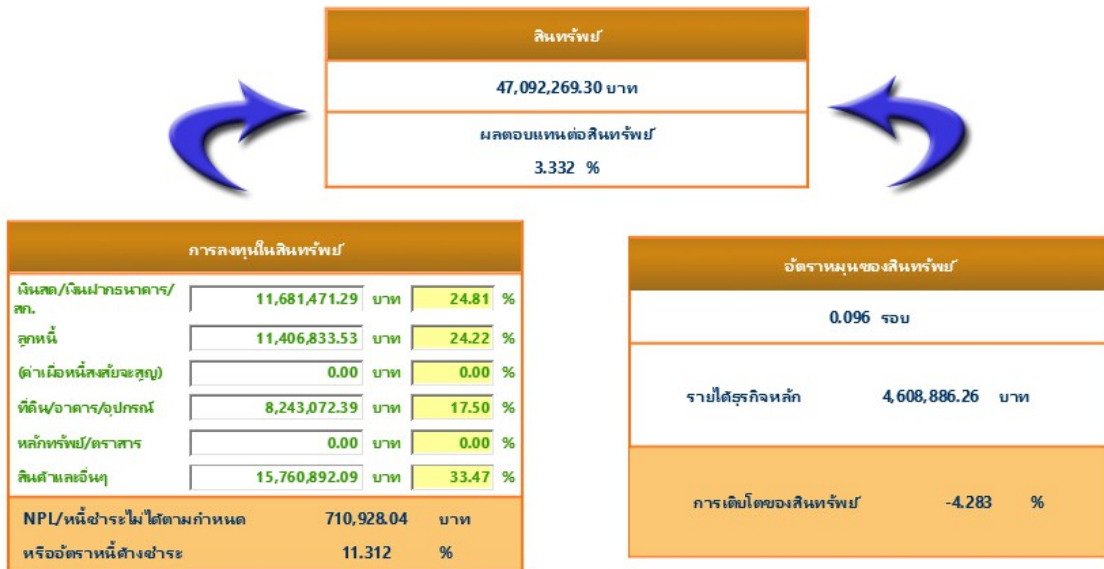 สินทรัพย์
47,092,269.30 บาท
ผลตอบแทนต่อสินทรัพย์
3.332 %
การลงทุนในสินทรัพย์
เงินสด/เงินฝากธนาคาร/
สก.
11,681,471.29 บาท 24.81 %
ลูกหนี้ 11,406,833.53 บาท 24.22 %
(ค่าเผื่อหนี้สงสัยจะสูญ) 0.00 บาท 0.00 %
ที่ดิน/อาคาร/อุปกรณ์ 8,243,072.39 บาท 17.50 %
หลักทรัพย์/ตราสาร 0.00 บาท 0.00 %
สินค้าและอื่นๆ 15,760,892.09 บาท 33.47 %
NPL/หนี้ชำระไม่ได้ตามกำหนด 710,928.04 บาท
หรืออัตราหนี้ค้างชำระ 11.312 %
อัตราหมุนของสินทรัพย์
0.096 รอบ
รายได้ธุรกิจหลัก 4,608,886.26 บาท
การเติบโตของสินทรัพย์ -4.283 %